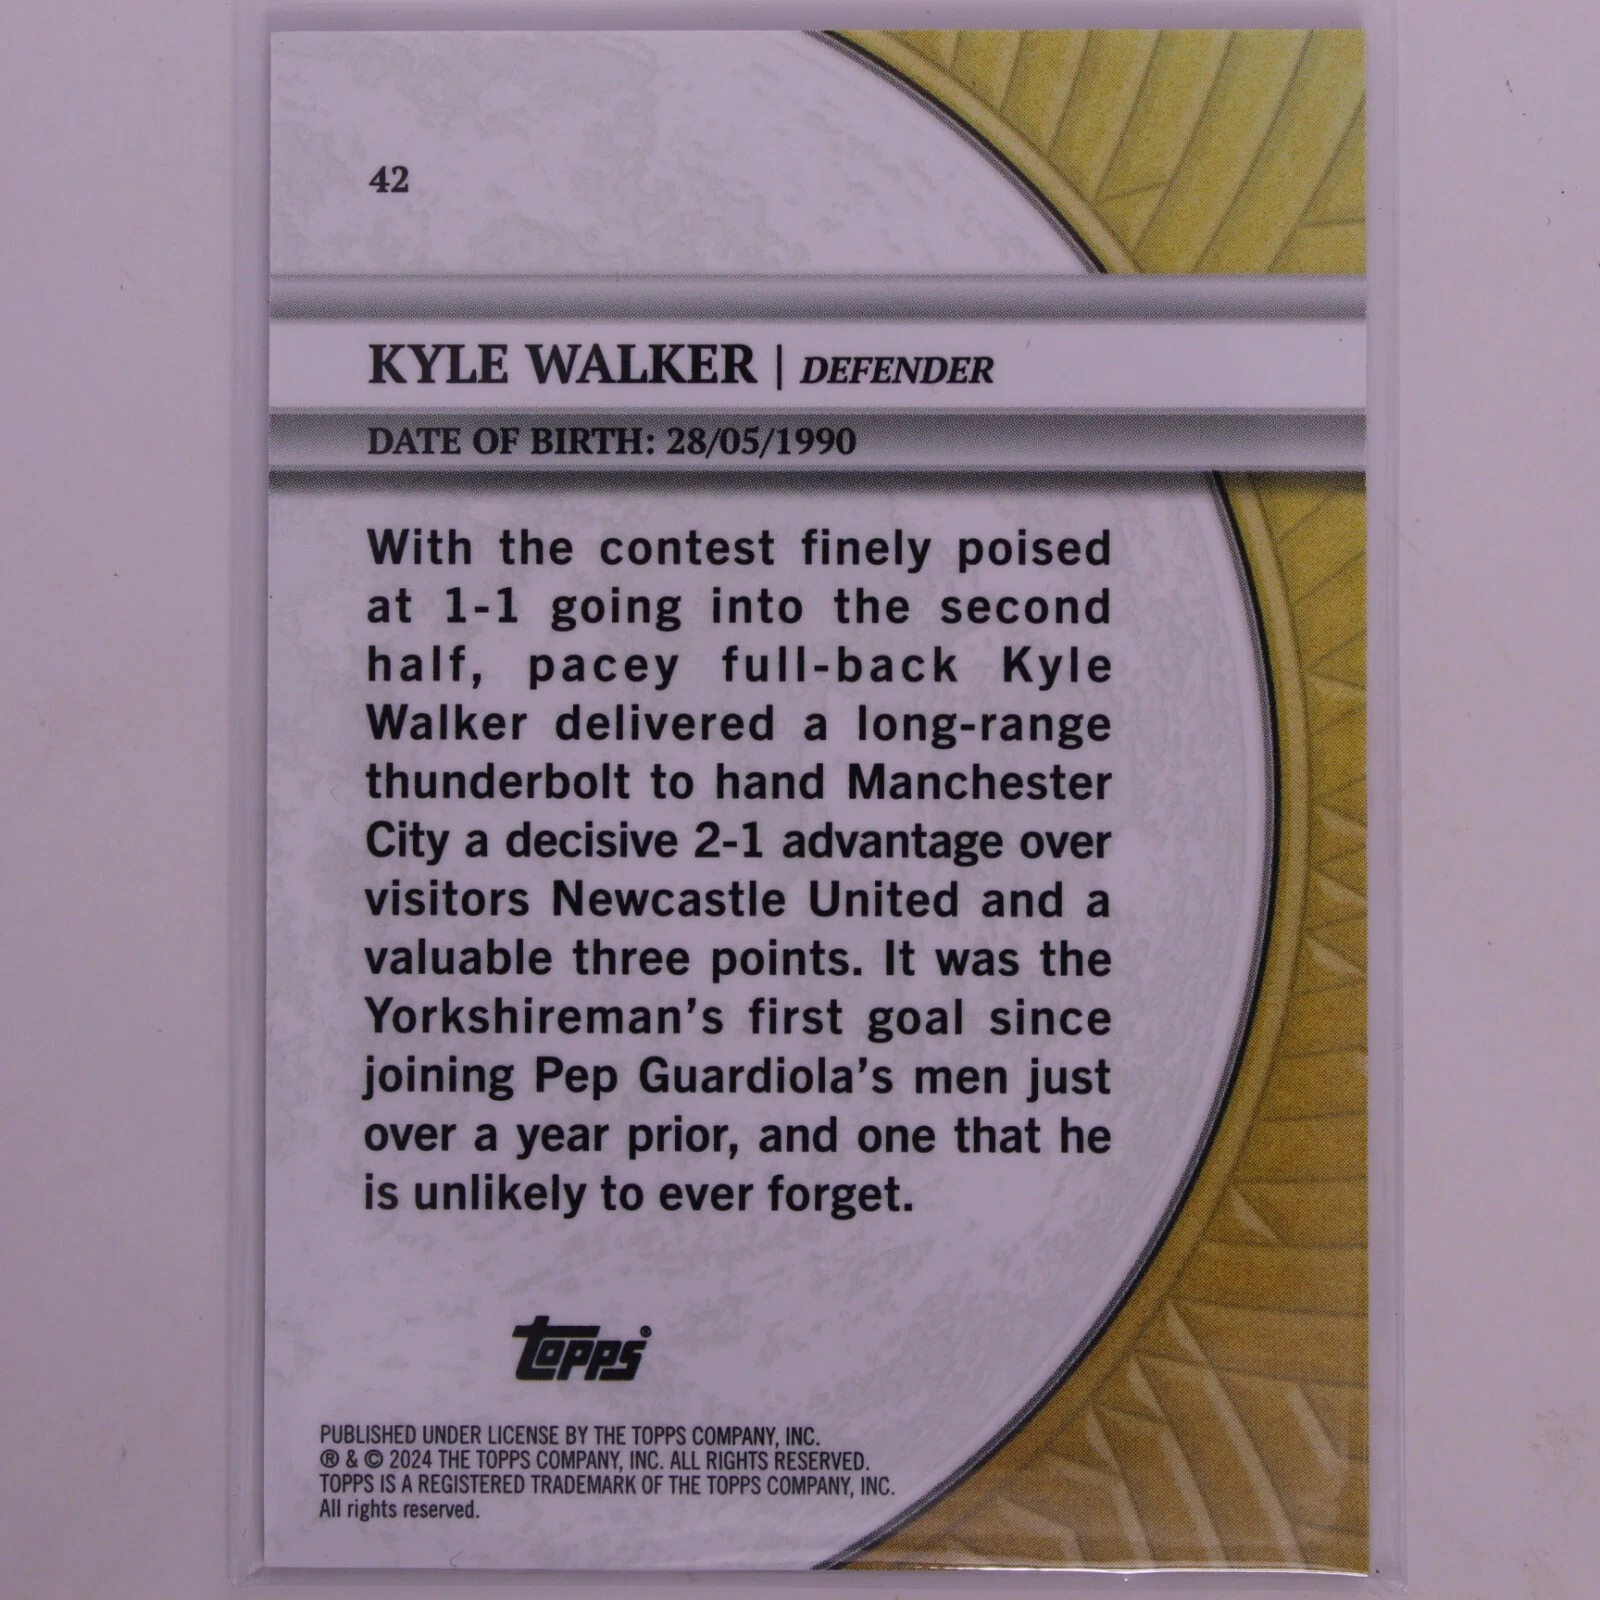 42
KYLE WALKER | DEFENDER
DATE OF BIRTH: 28/05/1990
With the contest finely poised
at 1-1 going into the second
half, pacey full-back Kyle
Walker delivered a long-range
thunderbolt to hand Manchester
City a decisive 2-1 advantage over
visitors Newcastle United and a
valuable three points. It was the
Yorkshireman's first goal since
joining Pep Guardiola's men just
over a year prior, and one that he
is unlikely to ever forget.
Topps®
PUBLISHED UNDER LICENSE BY THE TOPPS COMPANY, INC.
® & © 2024 THE TOPPS COMPANY, INC. ALL RIGHTS RESERVED.
TOPPS IS A REGISTERED TRADEMARK OF THE TOPPS COMPANY, INC.
All rights reserved.